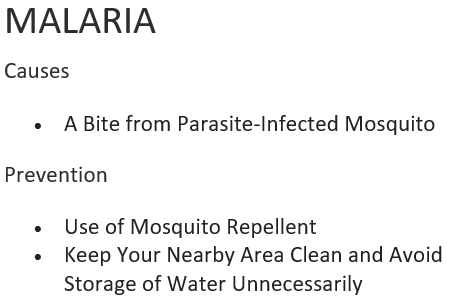 MALARIA
Causes
• A Bite from Parasite-Infected Mosquito
Prevention
• Use of Mosquito Repellent
• Keep Your Nearby Area Clean and Avoid
Storage of Water Unnecessarily